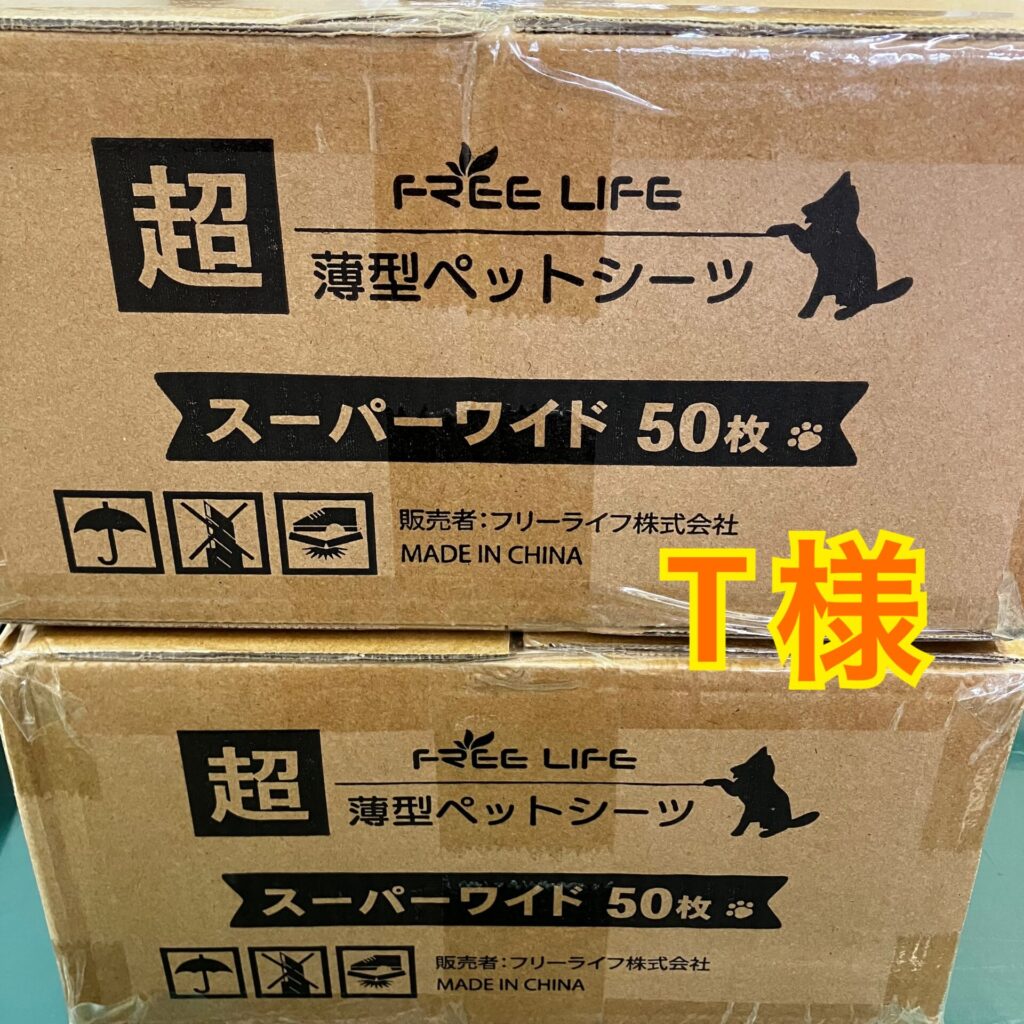 超
FREE LIFE
薄型ペットシーツ
スーパーワイド 50枚
販売者:フリーライフ株式会社
MADE IN CHINA
T様
超
FREE LIFE
薄型ペットシーツ
スーパーワイド 50枚
販売者:フリーライフ株式会社
MADE IN CHINA